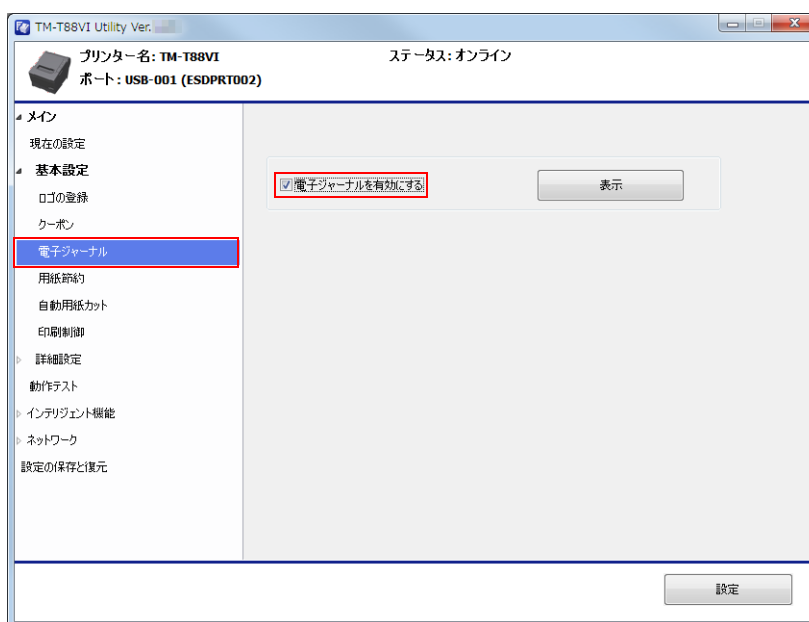 TM-T88VI Utility Ver.
プリンター名: TM-T88VI
ステータス: オンライン
ポート: USB-001 (ESDPRT002)
メイン
現在の設定
基本設定
ロゴの登録
クーポン
電子ジャーナル
用紙節約
自動用紙カット
印刷制御
詳細設定
動作テスト
インテリジェント機能
ネットワーク
設定の保存と復元
電子ジャーナルを有効にする
表示
設定